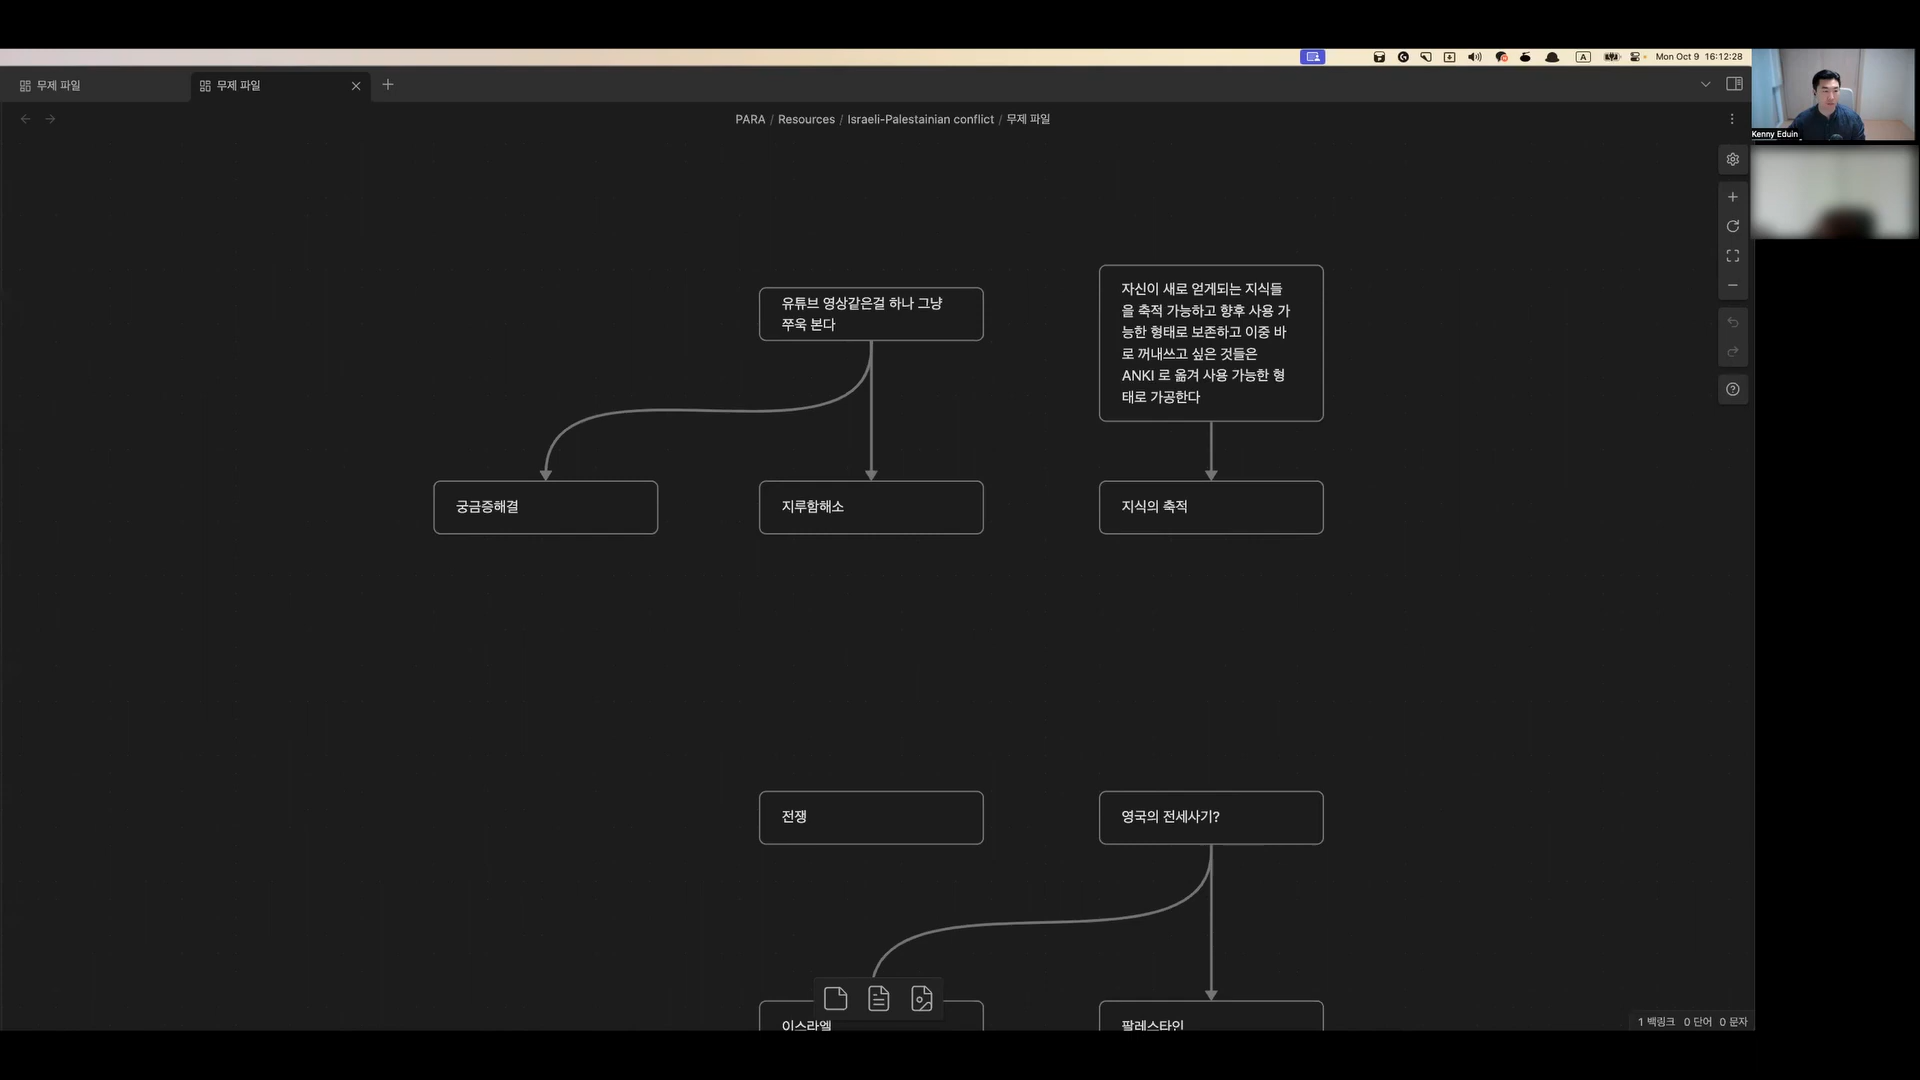 Mon Oct 9 16:12:28
무제 파일
무제 파일
PARA / Resources / Israeli-Palestainian conflict / 무제 파일
Kenny Eduin
유튜브 영상같은걸 하나 그냥
쭈욱 본다
자신이 새로 얻게되는 지식들
을 축적 가능하고 향후 사용 가
능한 형태로 보존하고 이중 바
로 꺼내쓰고 싶은 것들은
ANKI 로 옮겨 사용 가능한 형
태로 가공한다
궁금증해결
지루함해소
지식의 축적
전쟁
영국의 전세사기?
이스라엘
팔레스타인
1 백링크 0 단어 0 문자